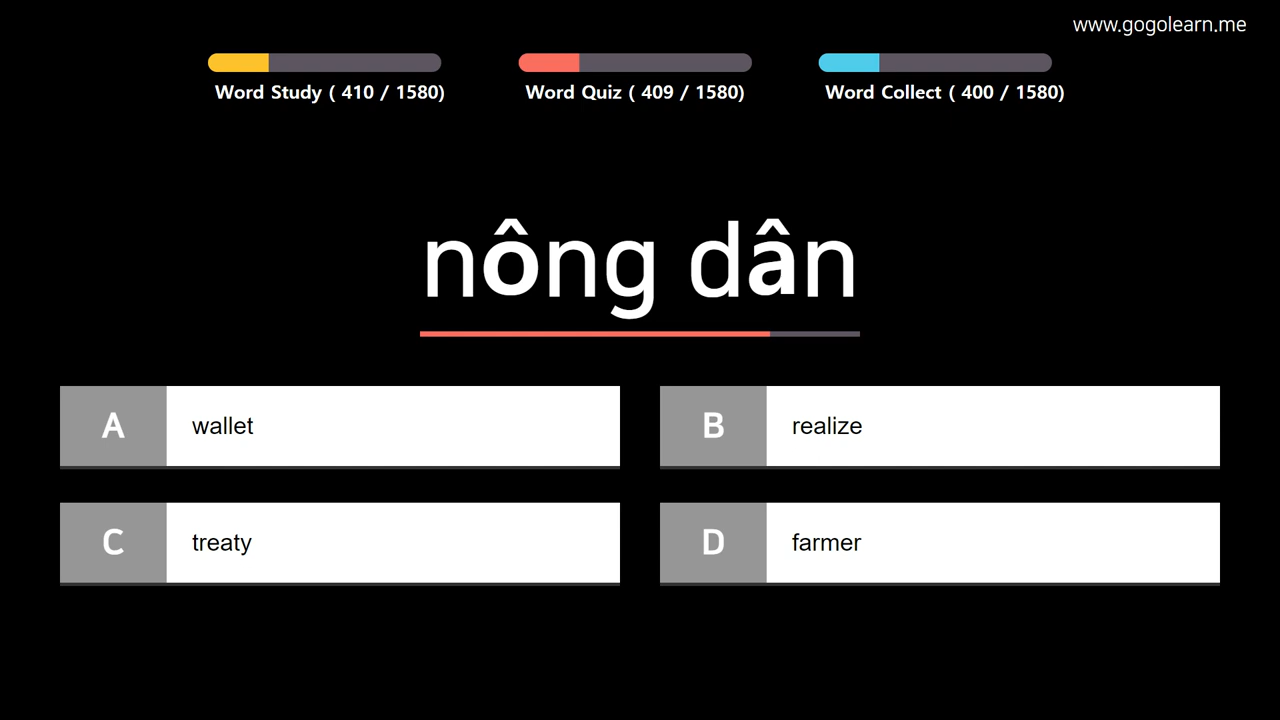 www.gogolearn.me
Word Study ( 410 / 1580)
Word Quiz ( 409 / 1580)
Word Collect ( 400 / 1580)
nông dân
A wallet
B realize
C treaty
D farmer